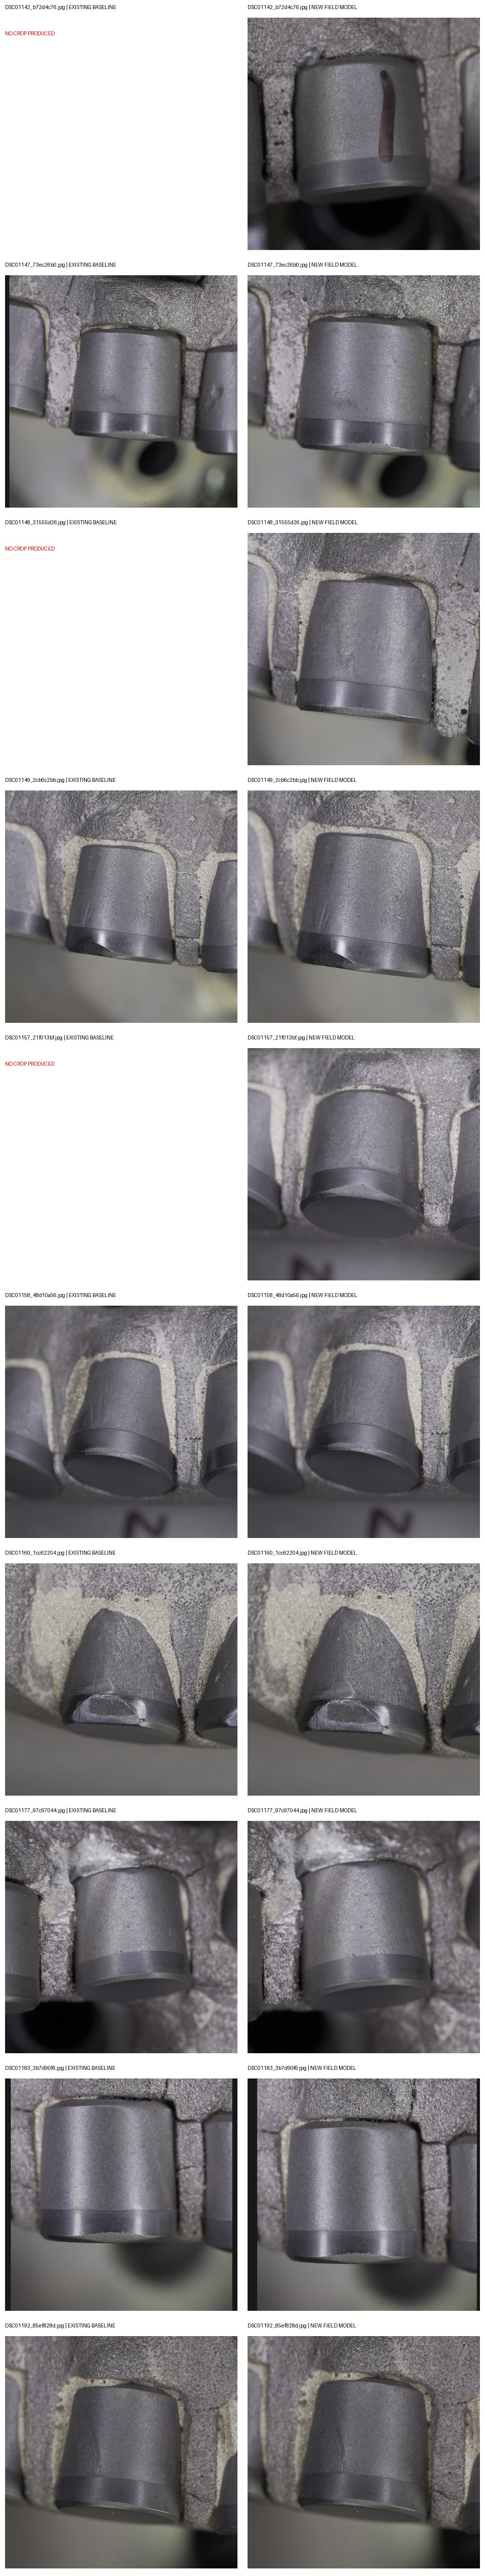 DSC01142_b72d4c76.jpg | EXISTING BASELINE
DSC01142_b72d4c76.jpg | NEW FIELD MODEL
NO CROP PRODUCED
DSC01147_73ec26b0.jpg | EXISTING BASELINE
DSC01147_73ec26b0.jpg | NEW FIELD MODEL
DSC01148_31555d26.jpg | EXISTING BASELINE
DSC01148_31555d26.jpg | NEW FIELD MODEL
NO CROP PRODUCED
DSC01149_2cb6c2bb.jpg | EXISTING BASELINE
DSC01149_2cb6c2bb.jpg | NEW FIELD MODEL
DSC01157_21f013bf.jpg | EXISTING BASELINE
DSC01157_21f013bf.jpg | NEW FIELD MODEL
NO CROP PRODUCED
DSC01158_48d10a56.jpg | EXISTING BASELINE
DSC01158_48d10a56.jpg | NEW FIELD MODEL
DSC01160_1cc62204.jpg | EXISTING BASELINE
DSC01160_1cc62204.jpg | NEW FIELD MODEL
DSC01177_97c97044.jpg | EXISTING BASELINE
DSC01177_97c97044.jpg | NEW FIELD MODEL
DSC01183_3b7d90f6.jpg | EXISTING BASELINE
DSC01183_3b7d90f6.jpg | NEW FIELD MODEL
DSC01192_85ef828d.jpg | EXISTING BASELINE
DSC01192_85ef828d.jpg | NEW FIELD MODEL